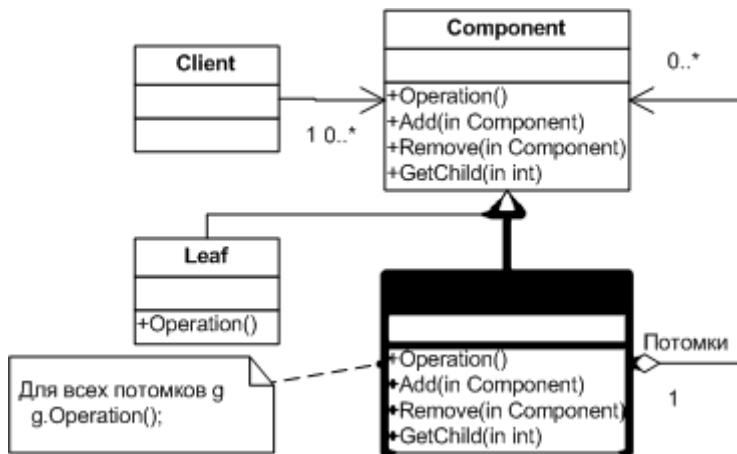 Component
Client
0..*
+Operation()
+Add(in Component)
1 0..*
+Remove(in Component)
+GetChild(in int)
Leaf
+Operation()
Потомки
+Operation()
+Add(in Component)
Для всех потомков g
g.Operation();
1
+Remove(in Component)
+GetChild(in int)